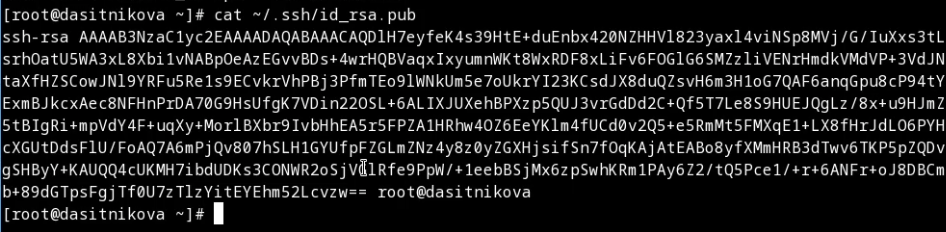 [root@dasitnikova ~]# cat ~/.ssh/id_rsa.pub
ssh-rsa AAAAB3NzaC1yc2EAAAADAQABAAACAQDlH7eyfeK4s39HtE+duEnbx420NZHHVl823yaxl4viNSp8MVj/G/IuXxs3tL
srhOatU5WA3xL8Xbi1vNABpOeAzEGvvBDs+4wrHQBVaqxIxyumnWKt8WxRDF8xLiFv6FOGlG6SMZzliVENrHmdkVMdVP+3VdJN
taXfHZSCowJNl9YRFu5Re1s9ECvkrVhPBj3PfmTEo9lWNkUm5e7oUkrYI23KCsdJX8duQZsvH6m3H1oG7QAF6anqGpu8cP94tY
ExmBJkcxAec8NFHnPrDA70G9HsUfgK7VDin22OSL+6ALIXJUXehBPXzp5QUJ3vrGdDd2C+Qf5T7Le8S9HUEJQgLz/8x+u9HJmZ
5tBIgRi+mpVdY4F+uqXy+MorlBXbr9IvbHhEA5r5FPZA1HRhw4OZ6EeYKlm4fUCd0v2Q5+e5RmMt5FMXqE1+LX8fHrJdLO6PYH
cXGUtDdsFlU/FoAQ7A6mPjQv807hSLH1GYUfpFZGLmZNz4y8z0yZGXHjsifSn7fOqKAjAtEABo8yfXMmHRB3dTwv6TKP5pZQDv
gSHByY+KAUQQ4cUKMH7ibdUDKs3CONWR2oSjV lRfe9PpW/+1eebBSjMx6zpSwhKRm1PAy6Z2/tQ5Pce1/+r+6ANFr+oJ8DBCm
b+89dGTpsFgjTf0U7zTlzYitEYEhm52Lcvzw== root@dasitnikova
[root@dasitnikova ~]#